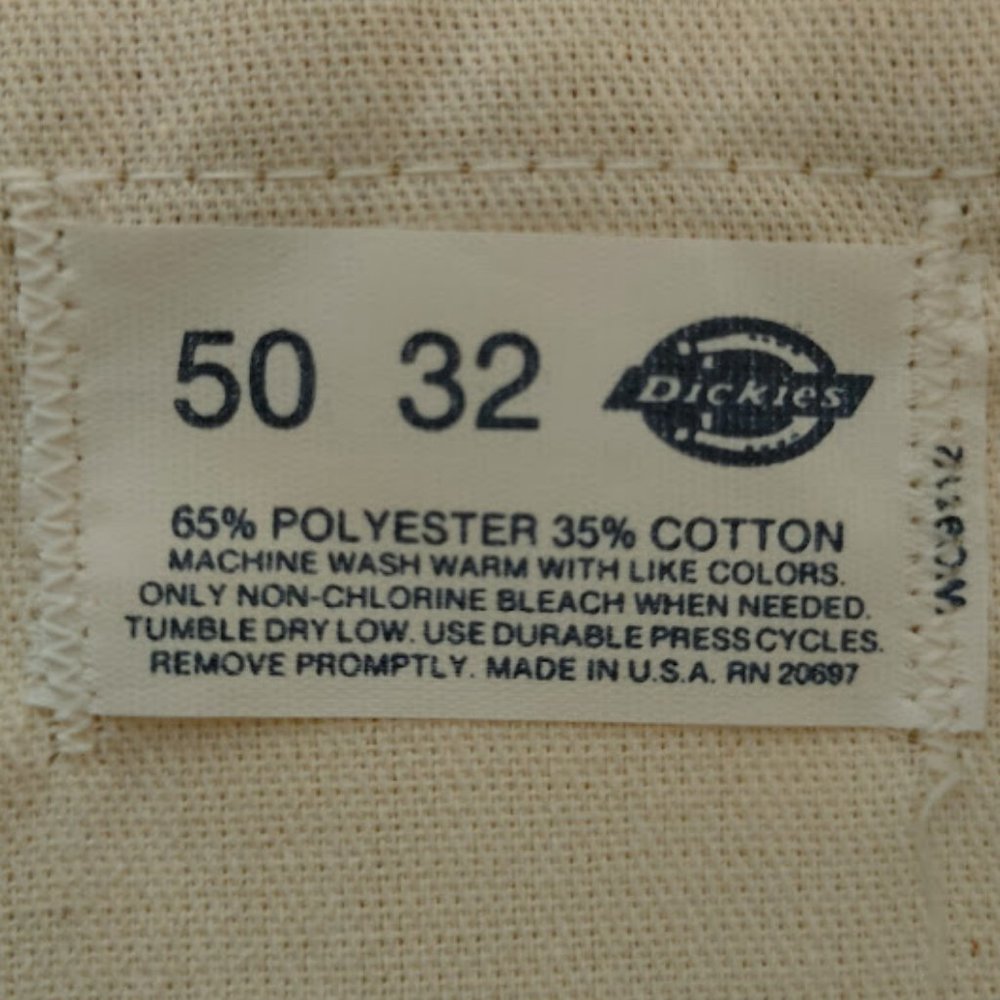 50 32
Dickies
65% POLYESTER 35% COTTON
MACHINE WASH WARM WITH LIKE COLORS.
ONLY NON-CHLORINE BLEACH WHEN NEEDED.
TUMBLE DRY LOW. USE DURABLE PRESS CYCLES.
REMOVE PROMPTLY. MADE IN U.S.A. RN 20697